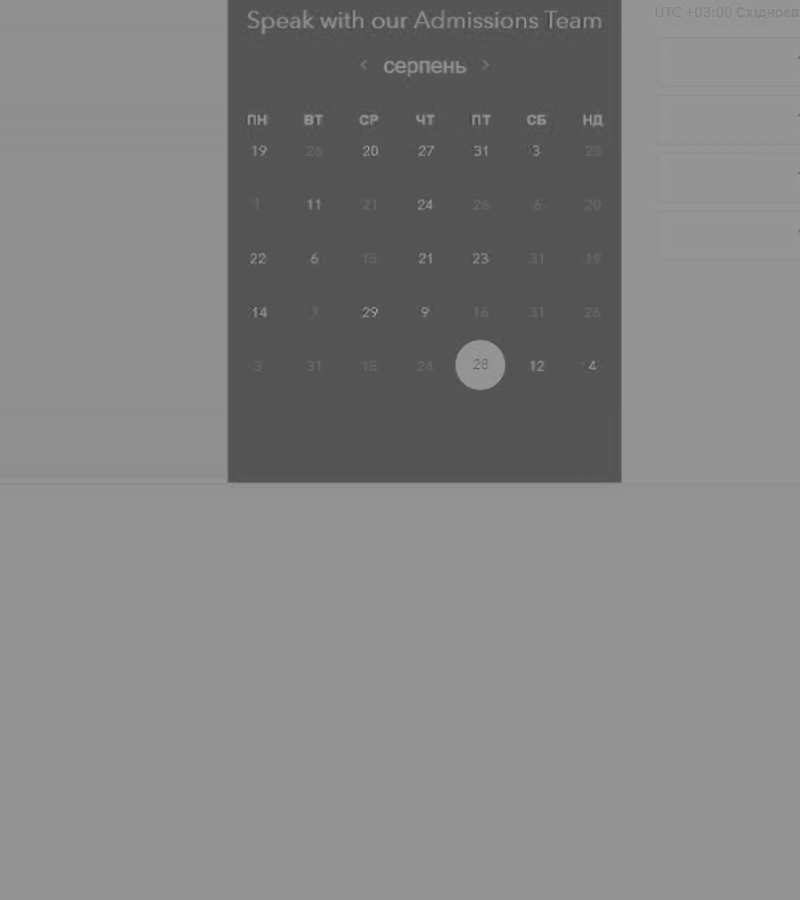 Speak with our Admissions Team
UTC +03:00 Східноєв
< серпень >
ПН ВТ СР ЧТ ПТ СБ НД
19 26 20 27 31 3 20
1 11 21 24 26 6 20
22 6 15 21 23 31 19
14 7 29 9 16 31 26
3 31 15 24 28 12 4